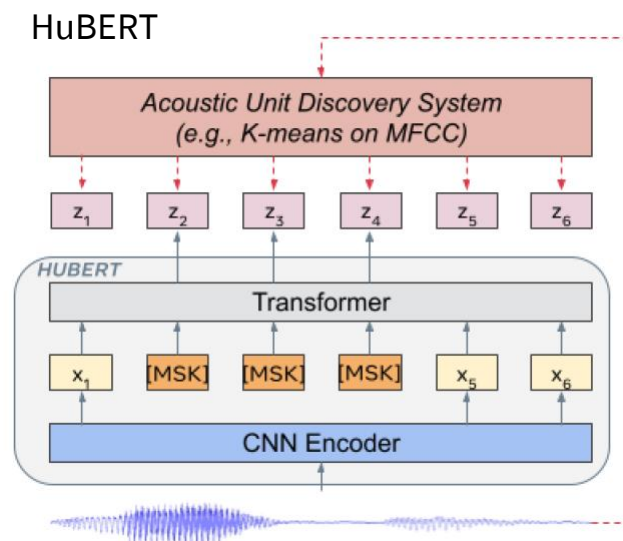 HuBERT
Acoustic Unit Discovery System
(e.g., K-means on MFCC)
z₁ z₂ z₃ z₄ z₅ z₆
HUBERT
Transformer
x₁ [MSK] [MSK] [MSK] x₅ x₆
CNN Encoder